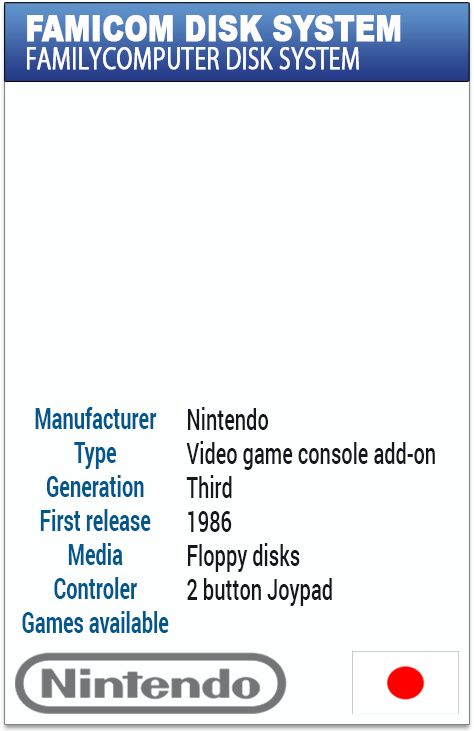 FAMICOM DISK SYSTEM
FAMILYCOMPUTER DISK SYSTEM
Manufacturer Nintendo
Type Video game console add-on
Generation Third
First release 1986
Media Floppy disks
Controler 2 button Joypad
Games available
Nintendo